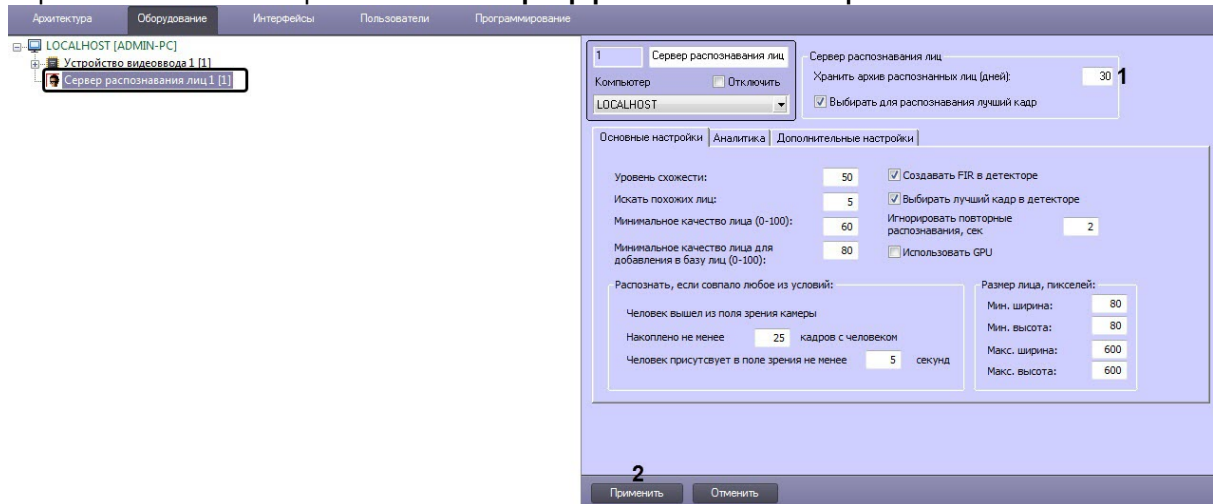 Архитектура Оборудование Интерфейсы Пользователи Программирование
LOCALHOST [ADMIN-PC]
Устройство видеоввода 1 [1]
Сервер распознавания лиц 1 [1]
1 Сервер распознавания лиц
Компьютер Отключить
LOCALHOST
Сервер распознавания лиц
Хранить архив распознанных лиц (дней): 30 1
Выбирать для распознавания лучший кадр
Основные настройки Аналитика Дополнительные настройки
Уровень схожести: 50
Искать похожих лиц: 5
Минимальное качество лица (0-100): 60
Минимальное качество лица для
добавления в базу лиц (0-100): 80
Создавать FIR в детекторе
Выбирать лучший кадр в детекторе
Игнорировать повторные
распознавания, сек 2
Использовать GPU
Распознать, если совпало любое из условий:
Человек вышел из поля зрения камеры
Накоплено не менее 25 кадров с человеком
Человек присутсвует в поле зрения не менее 5 секунд
Размер лица, пикселей:
Мин. ширина: 80
Мин. высота: 80
Макс. ширина: 600
Макс. высота: 600
2
Применить Отменить